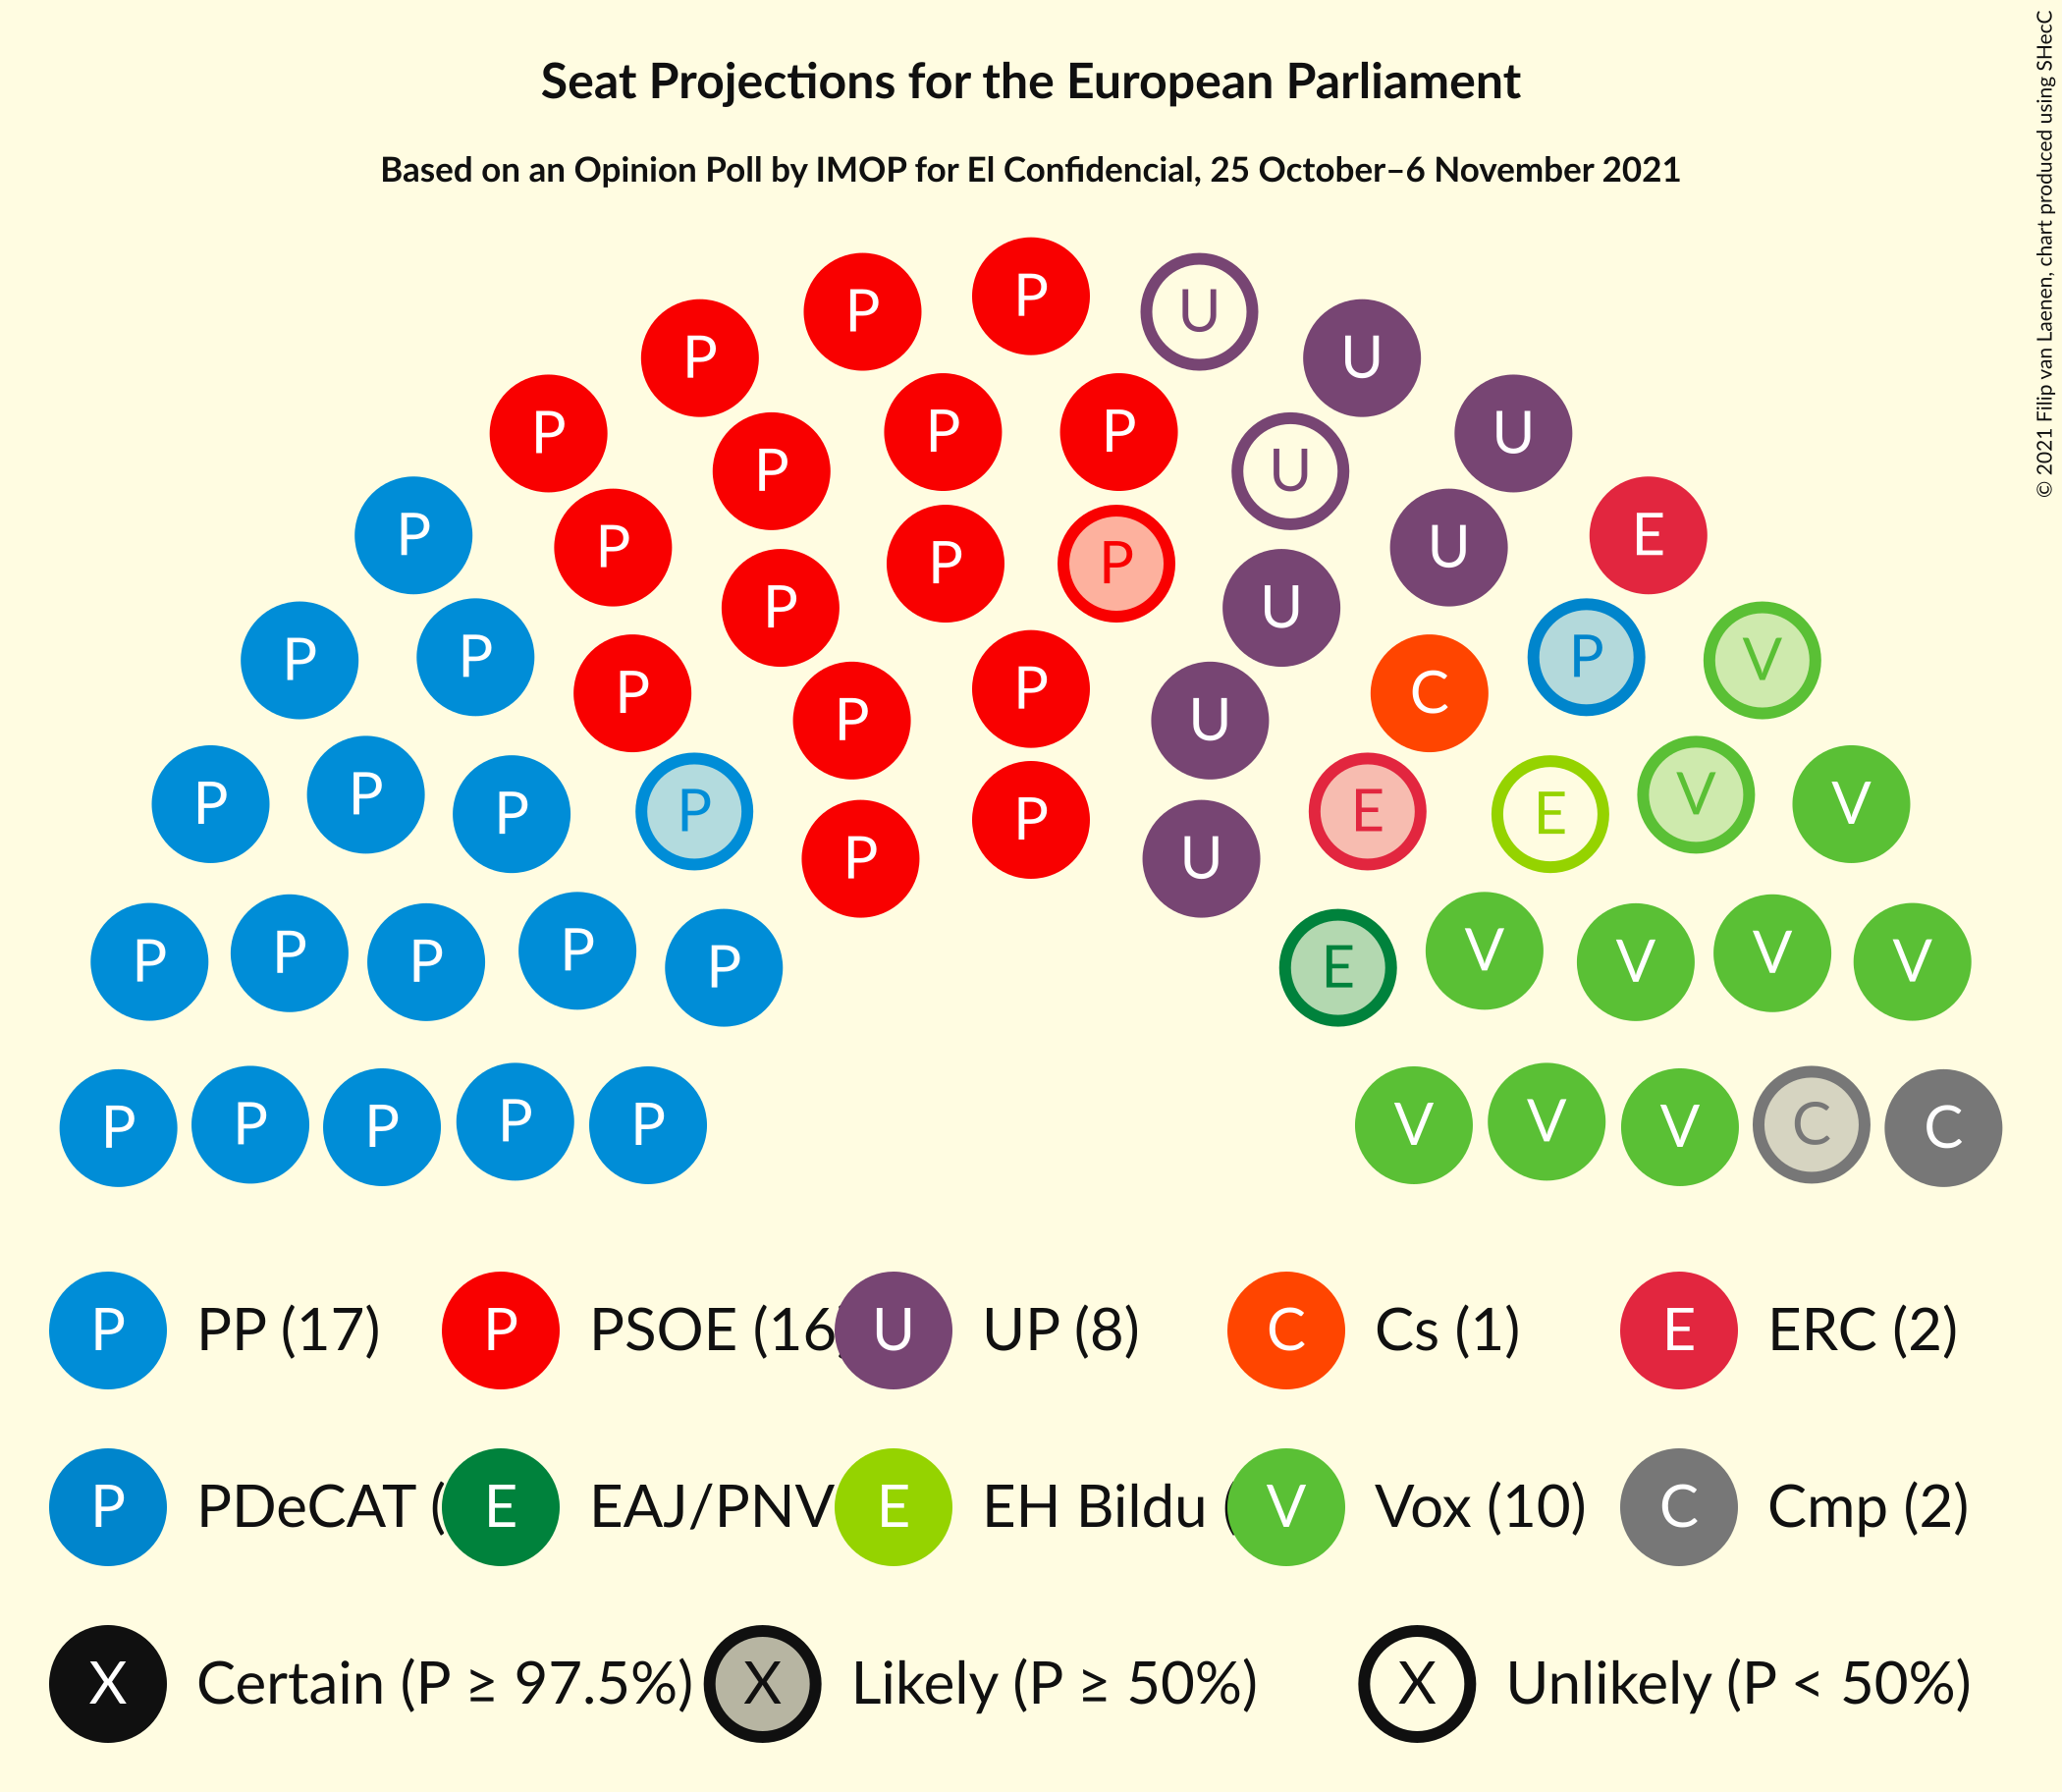 Seat Projections for the European Parliament
Based on an Opinion Poll by IMOP for El Confidencial, 25 October–6 November 2021
© 2021 Filip van Laenen, chart produced using SHecC
P P U
P P U U
P P P U
P P U
P P P E
P P U
P P P V
P P C
P U
P P V V
P P E E
P P U
P P P P P E V V V V
P P P P P V V V C C
P PP (17) P PSOE (16 U UP (8) C Cs (1) E ERC (2)
P PDeCAT ( E EAJ/PNV E EH Bildu ( V Vox (10) C Cmp (2)
X Certain (P ≥ 97.5%) X Likely (P ≥ 50%) X Unlikely (P < 50%)